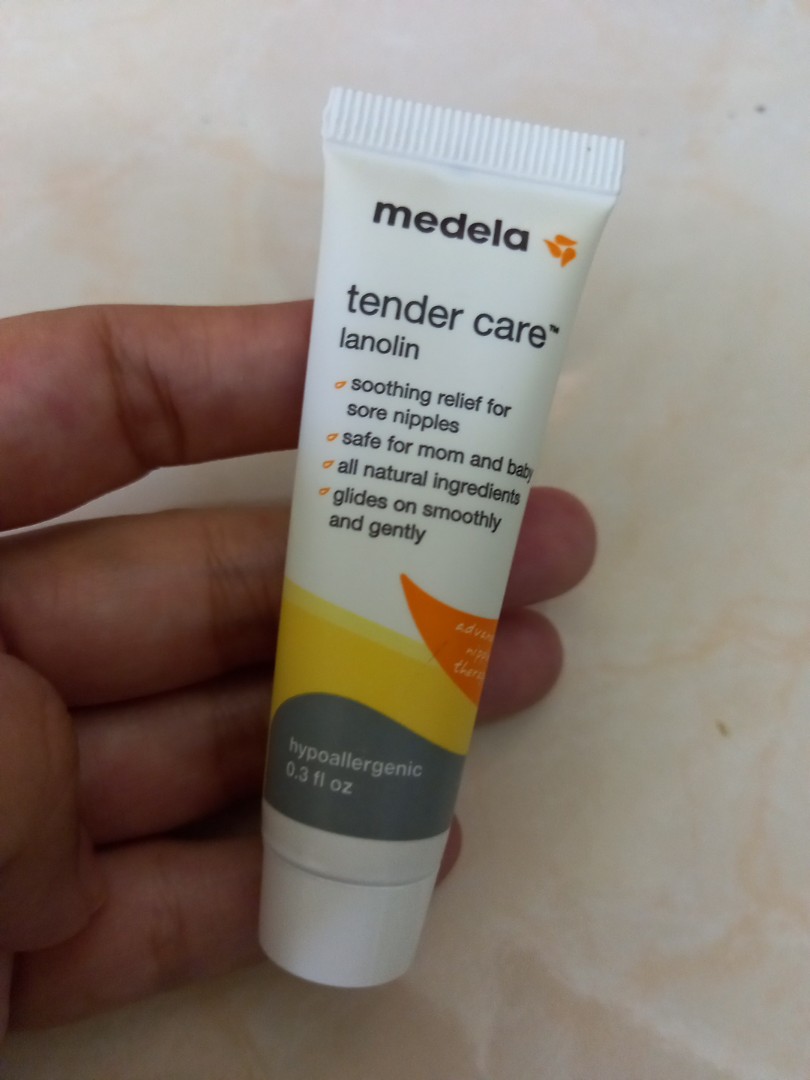 medela
tender care™
lanolin
soothing relief for
sore nipples
safe for mom and baby
all natural ingredients
glides on smoothly
and gently
hypoallergenic
0.3 fl oz